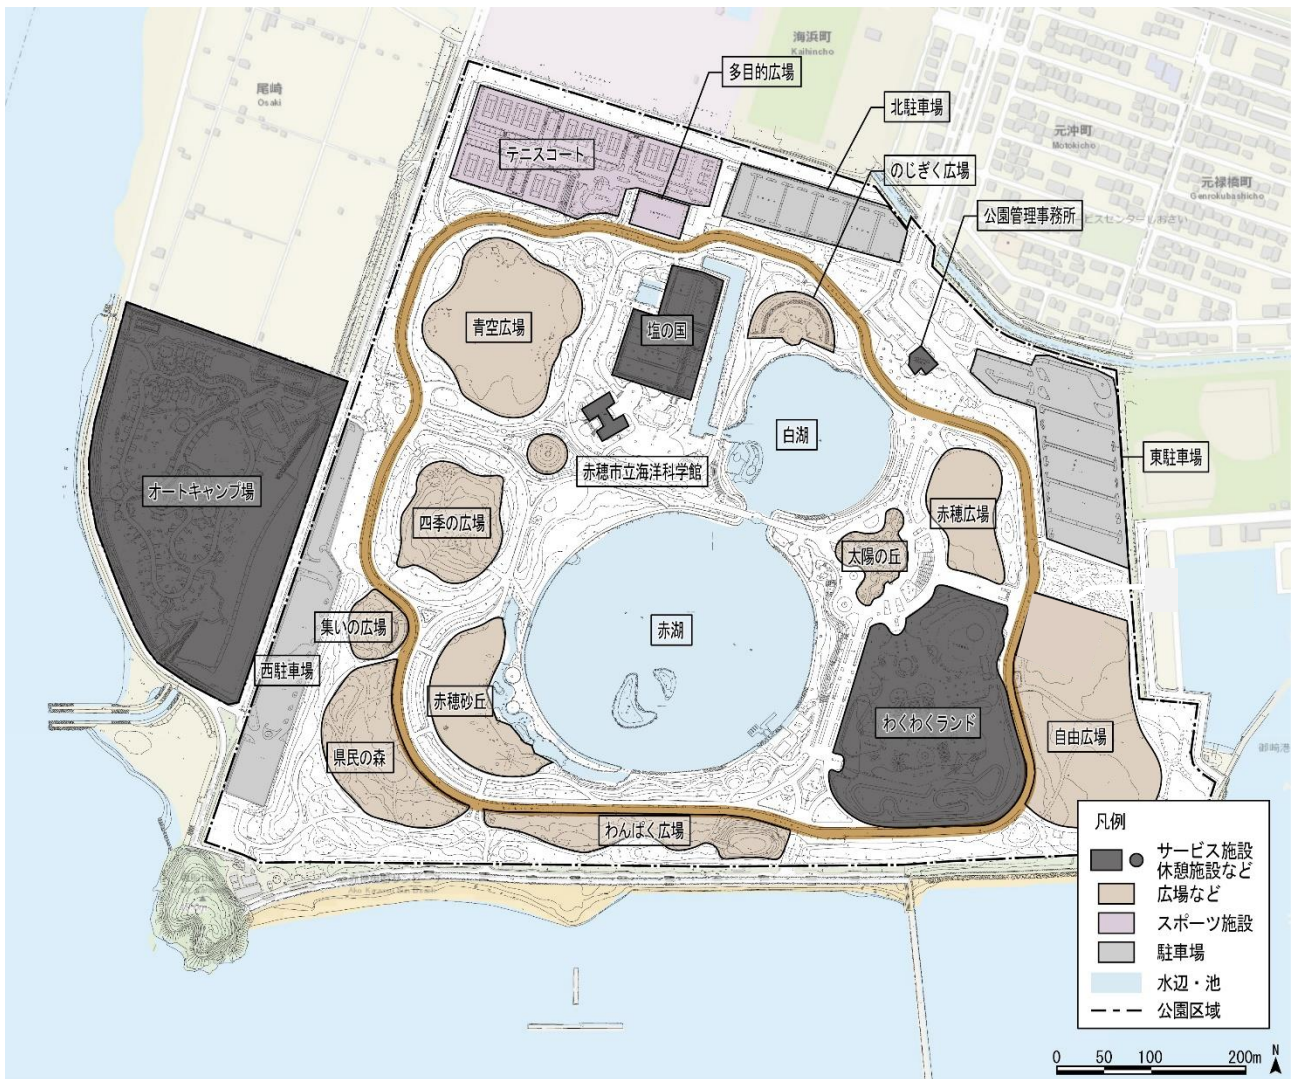 海浜町
Kaihincho
多目的広場
尾崎
Osaki
北駐車場
元沖町
Motokicho
テニスコート
のじぎく広場
元禄橋町
Genrokubashicho
公園管理事務所
青空広場
塩の国
白湖
東駐車場
赤穂市立海洋科学館
オートキャンプ場
四季の広場
赤穂広場
太陽の丘
集いの広場
赤湖
西駐車場
赤穂砂丘
わくわくランド
自由広場
県民の森
わんぱく広場
凡例
サービス施設
休憩施設など
広場など
スポーツ施設
駐車場
水辺・池
公園区域
0 50 100 200m
N